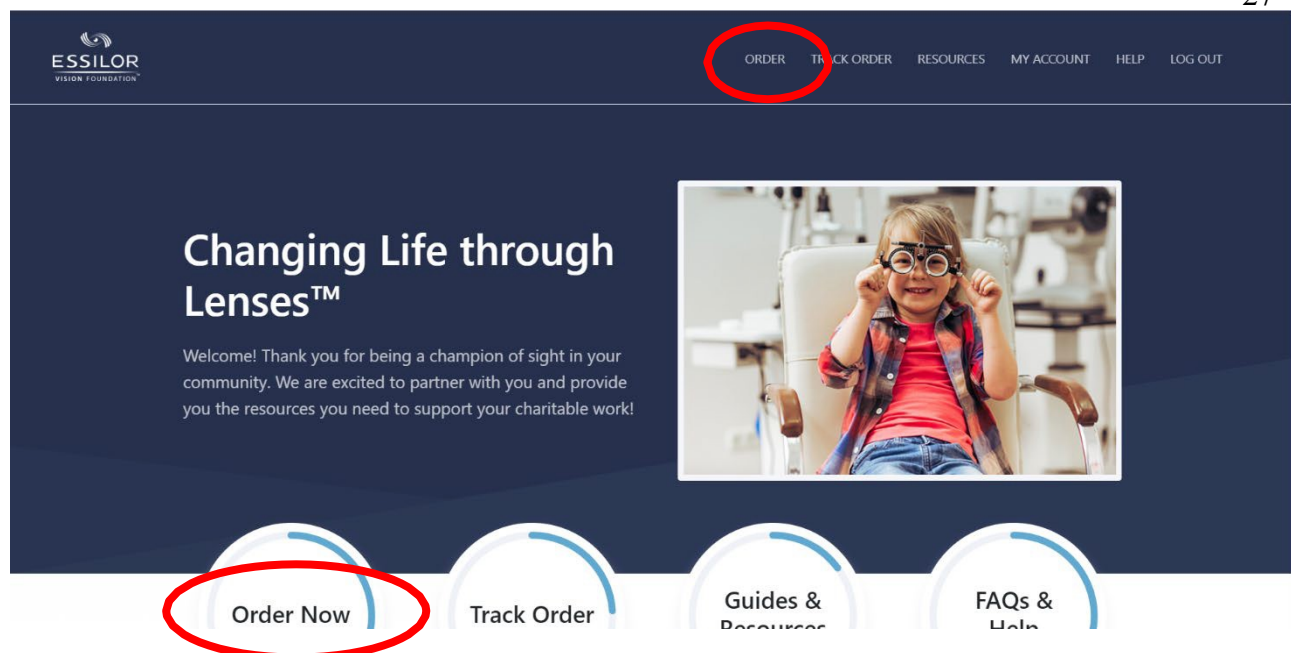 ESSILOR
VISION FOUNDATION
ORDER TRACK ORDER RESOURCES MY ACCOUNT HELP LOG OUT
Changing Life through
Lenses™
Welcome! Thank you for being a champion of sight in your
community. We are excited to partner with you and provide
you the resources you need to support your charitable work!
Order Now
Track Order
Guides &
Resources
FAQs &
Help